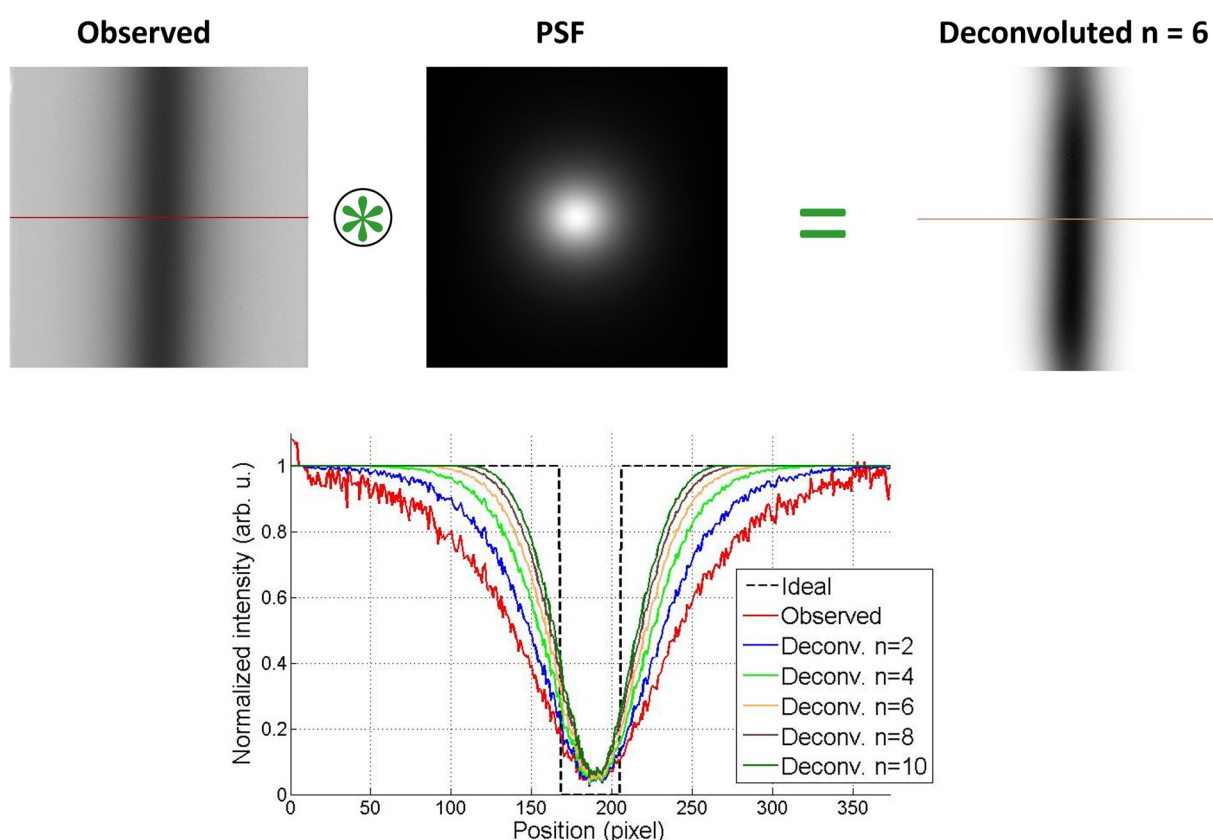 Observed
PSF
Deconvoluted n = 6
=
Normalized intensity (arb. u.)
1
0.8
0.6
0.4
0.2
0
0 50 100 150 200 250 300 350
Position (pixel)
Ideal
Observed
Deconv. n=2
Deconv. n=4
Deconv. n=6
Deconv. n=8
Deconv. n=10